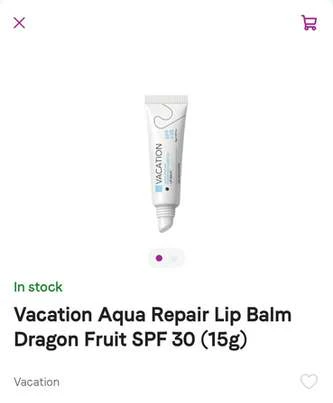 VACATION
In stock
Vacation Aqua Repair Lip Balm
Dragon Fruit SPF 30 (15g)
Vacation